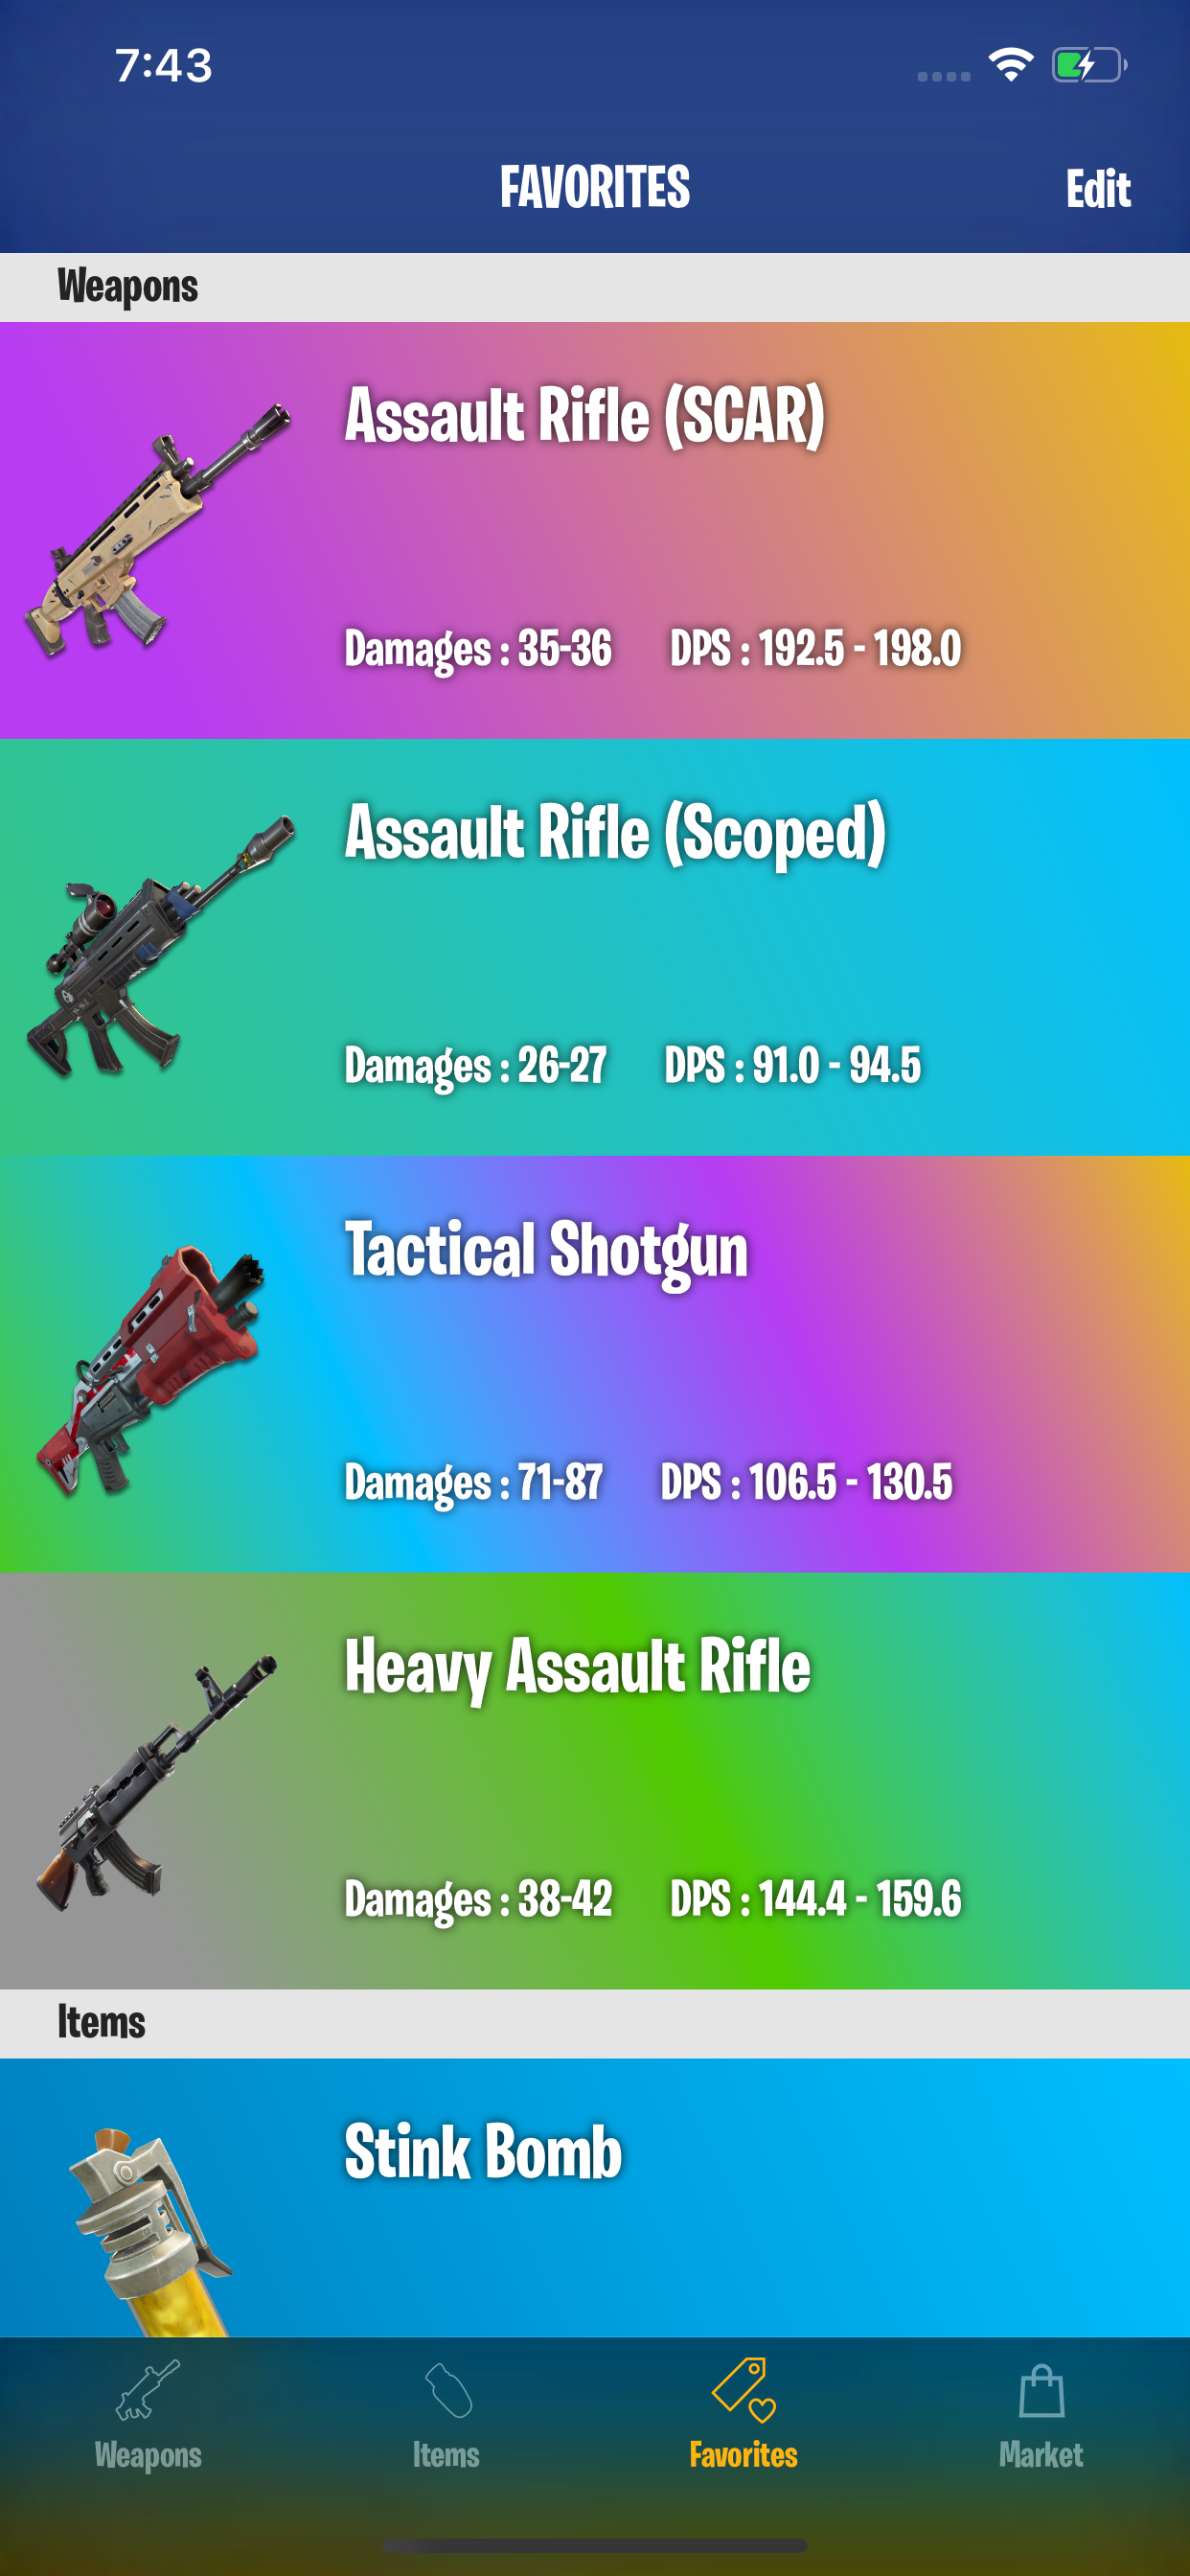 7:43
FAVORITES
Edit
Weapons
Assault Rifle (SCAR)
Damages : 35-36 DPS : 192.5 - 198.0
Assault Rifle (Scoped)
Damages : 26-27 DPS : 91.0 - 94.5
Tactical Shotgun
Damages : 71-87 DPS : 106.5 - 130.5
Heavy Assault Rifle
Damages : 38-42 DPS : 144.4 - 159.6
Items
Stink Bomb
Weapons Items Favorites Market